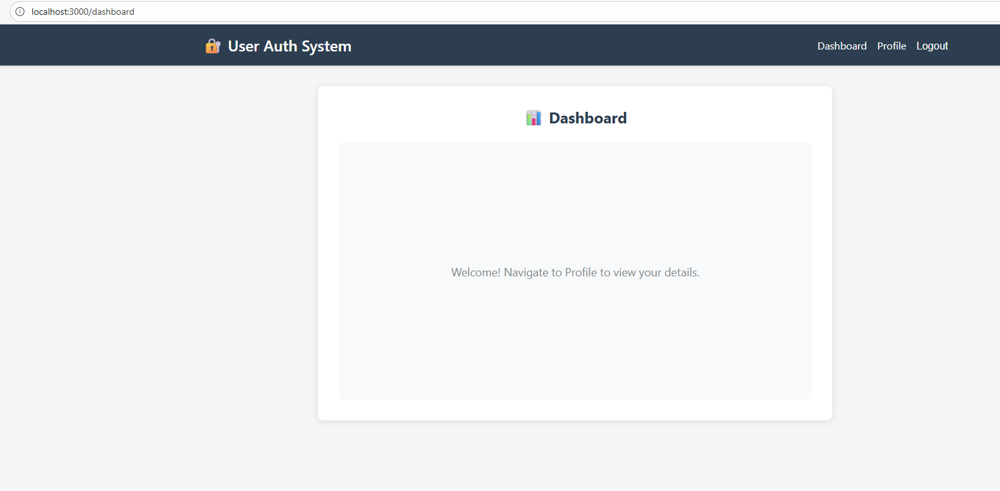 localhost:3000/dashboard
User Auth System
Dashboard Profile Logout
Dashboard
Welcome! Navigate to Profile to view your details.